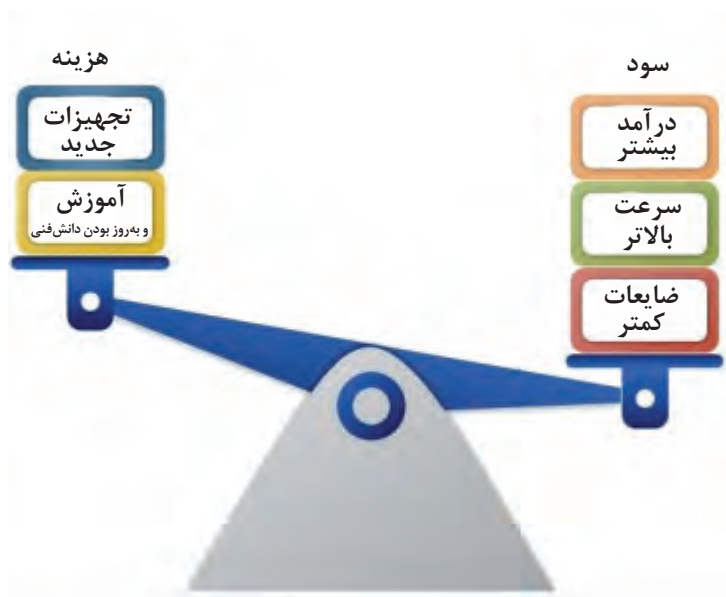 سود
درآمد
بیشتر
سرعت
بالاتر
ضایعات
کمتر
هزینه
تجهیزات
جدید
آموزش
و به‌روز بودن دانش‌فنی